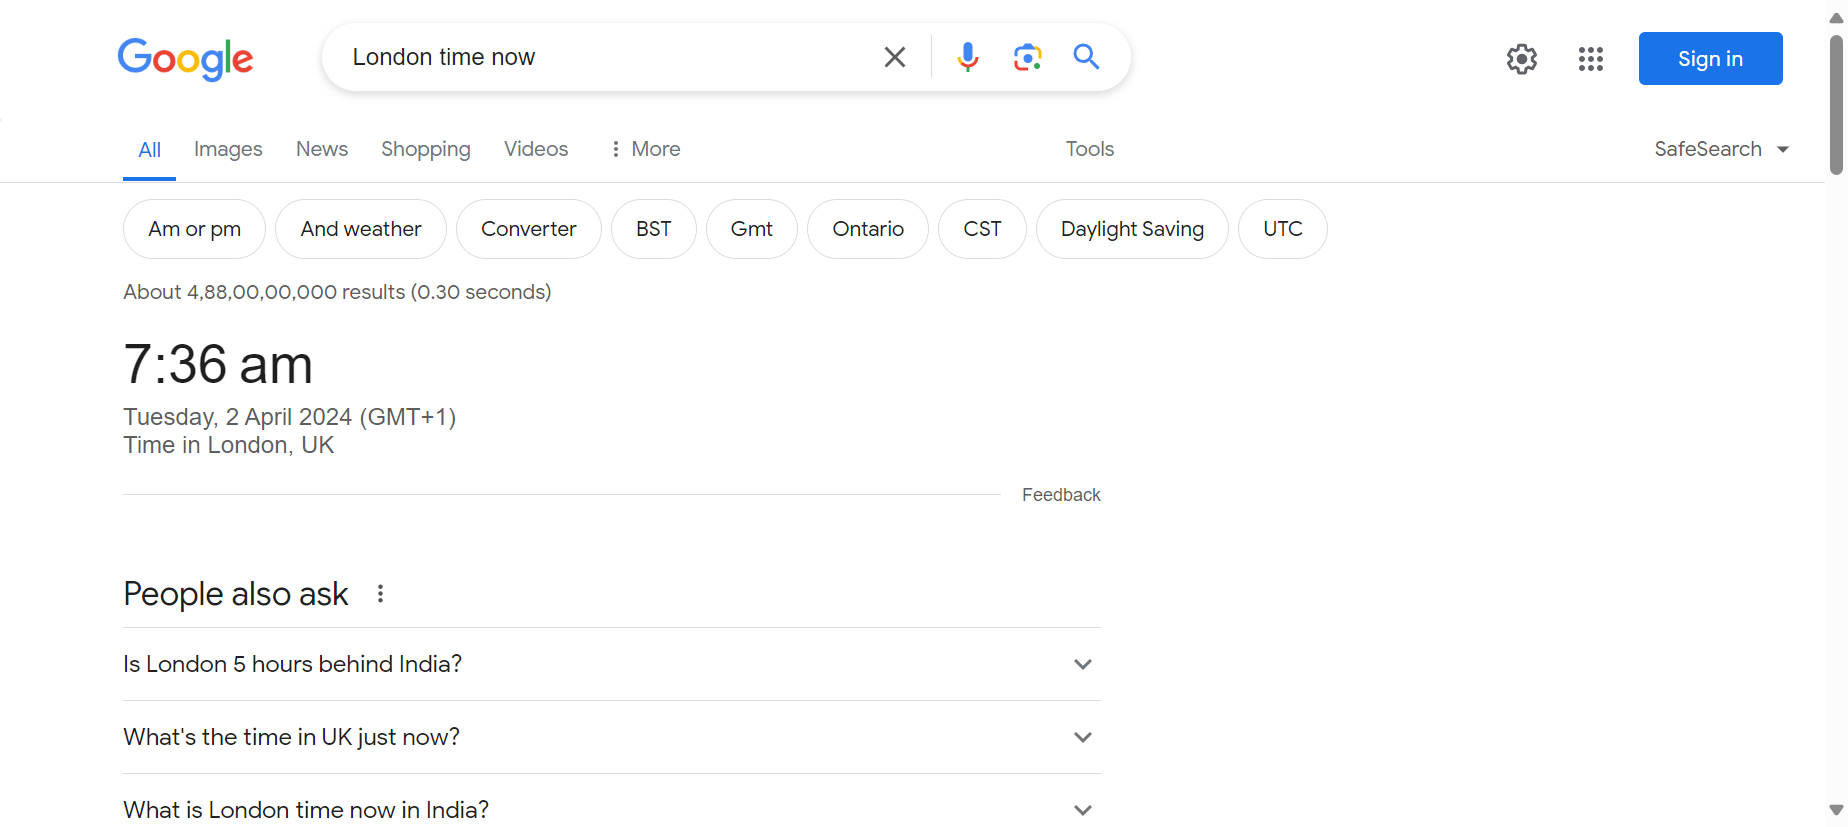 Google
London time now
Sign in
All Images News Shopping Videos More Tools SafeSearch
Am or pm And weather Converter BST Gmt Ontario CST Daylight Saving UTC
About 4,88,00,00,000 results (0.30 seconds)
7:36 am
Tuesday, 2 April 2024 (GMT+1)
Time in London, UK
Feedback
People also ask
Is London 5 hours behind India?
What's the time in UK just now?
What is London time now in India?